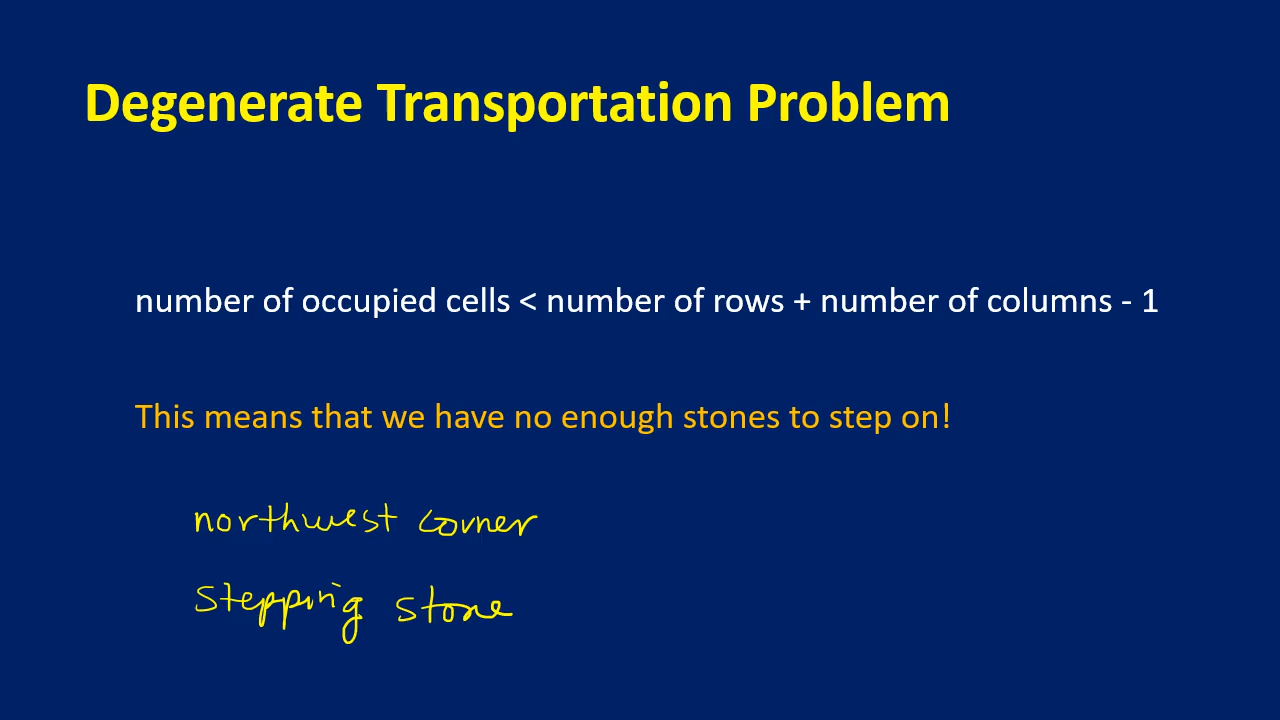 Degenerate Transportation Problem
number of occupied cells < number of rows + number of columns - 1
This means that we have no enough stones to step on!
northwest corner
stepping stone